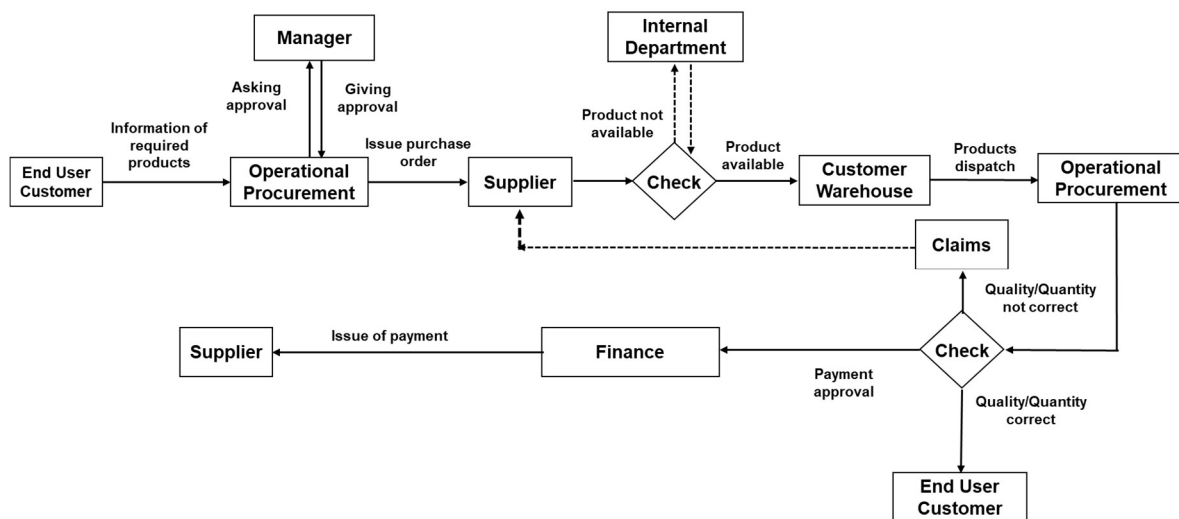 Manager
Internal
Department
Asking
approval
Giving
approval
Product not
available
Information of
required
products
Issue purchase
order
Product
available
Products
dispatch
End User
Customer
Operational
Procurement
Supplier
Check
Customer
Warehouse
Operational
Procurement
Claims
Quality/Quantity
not correct
Supplier
Issue of payment
Finance
Check
Payment
approval
Quality/Quantity
correct
End User
Customer